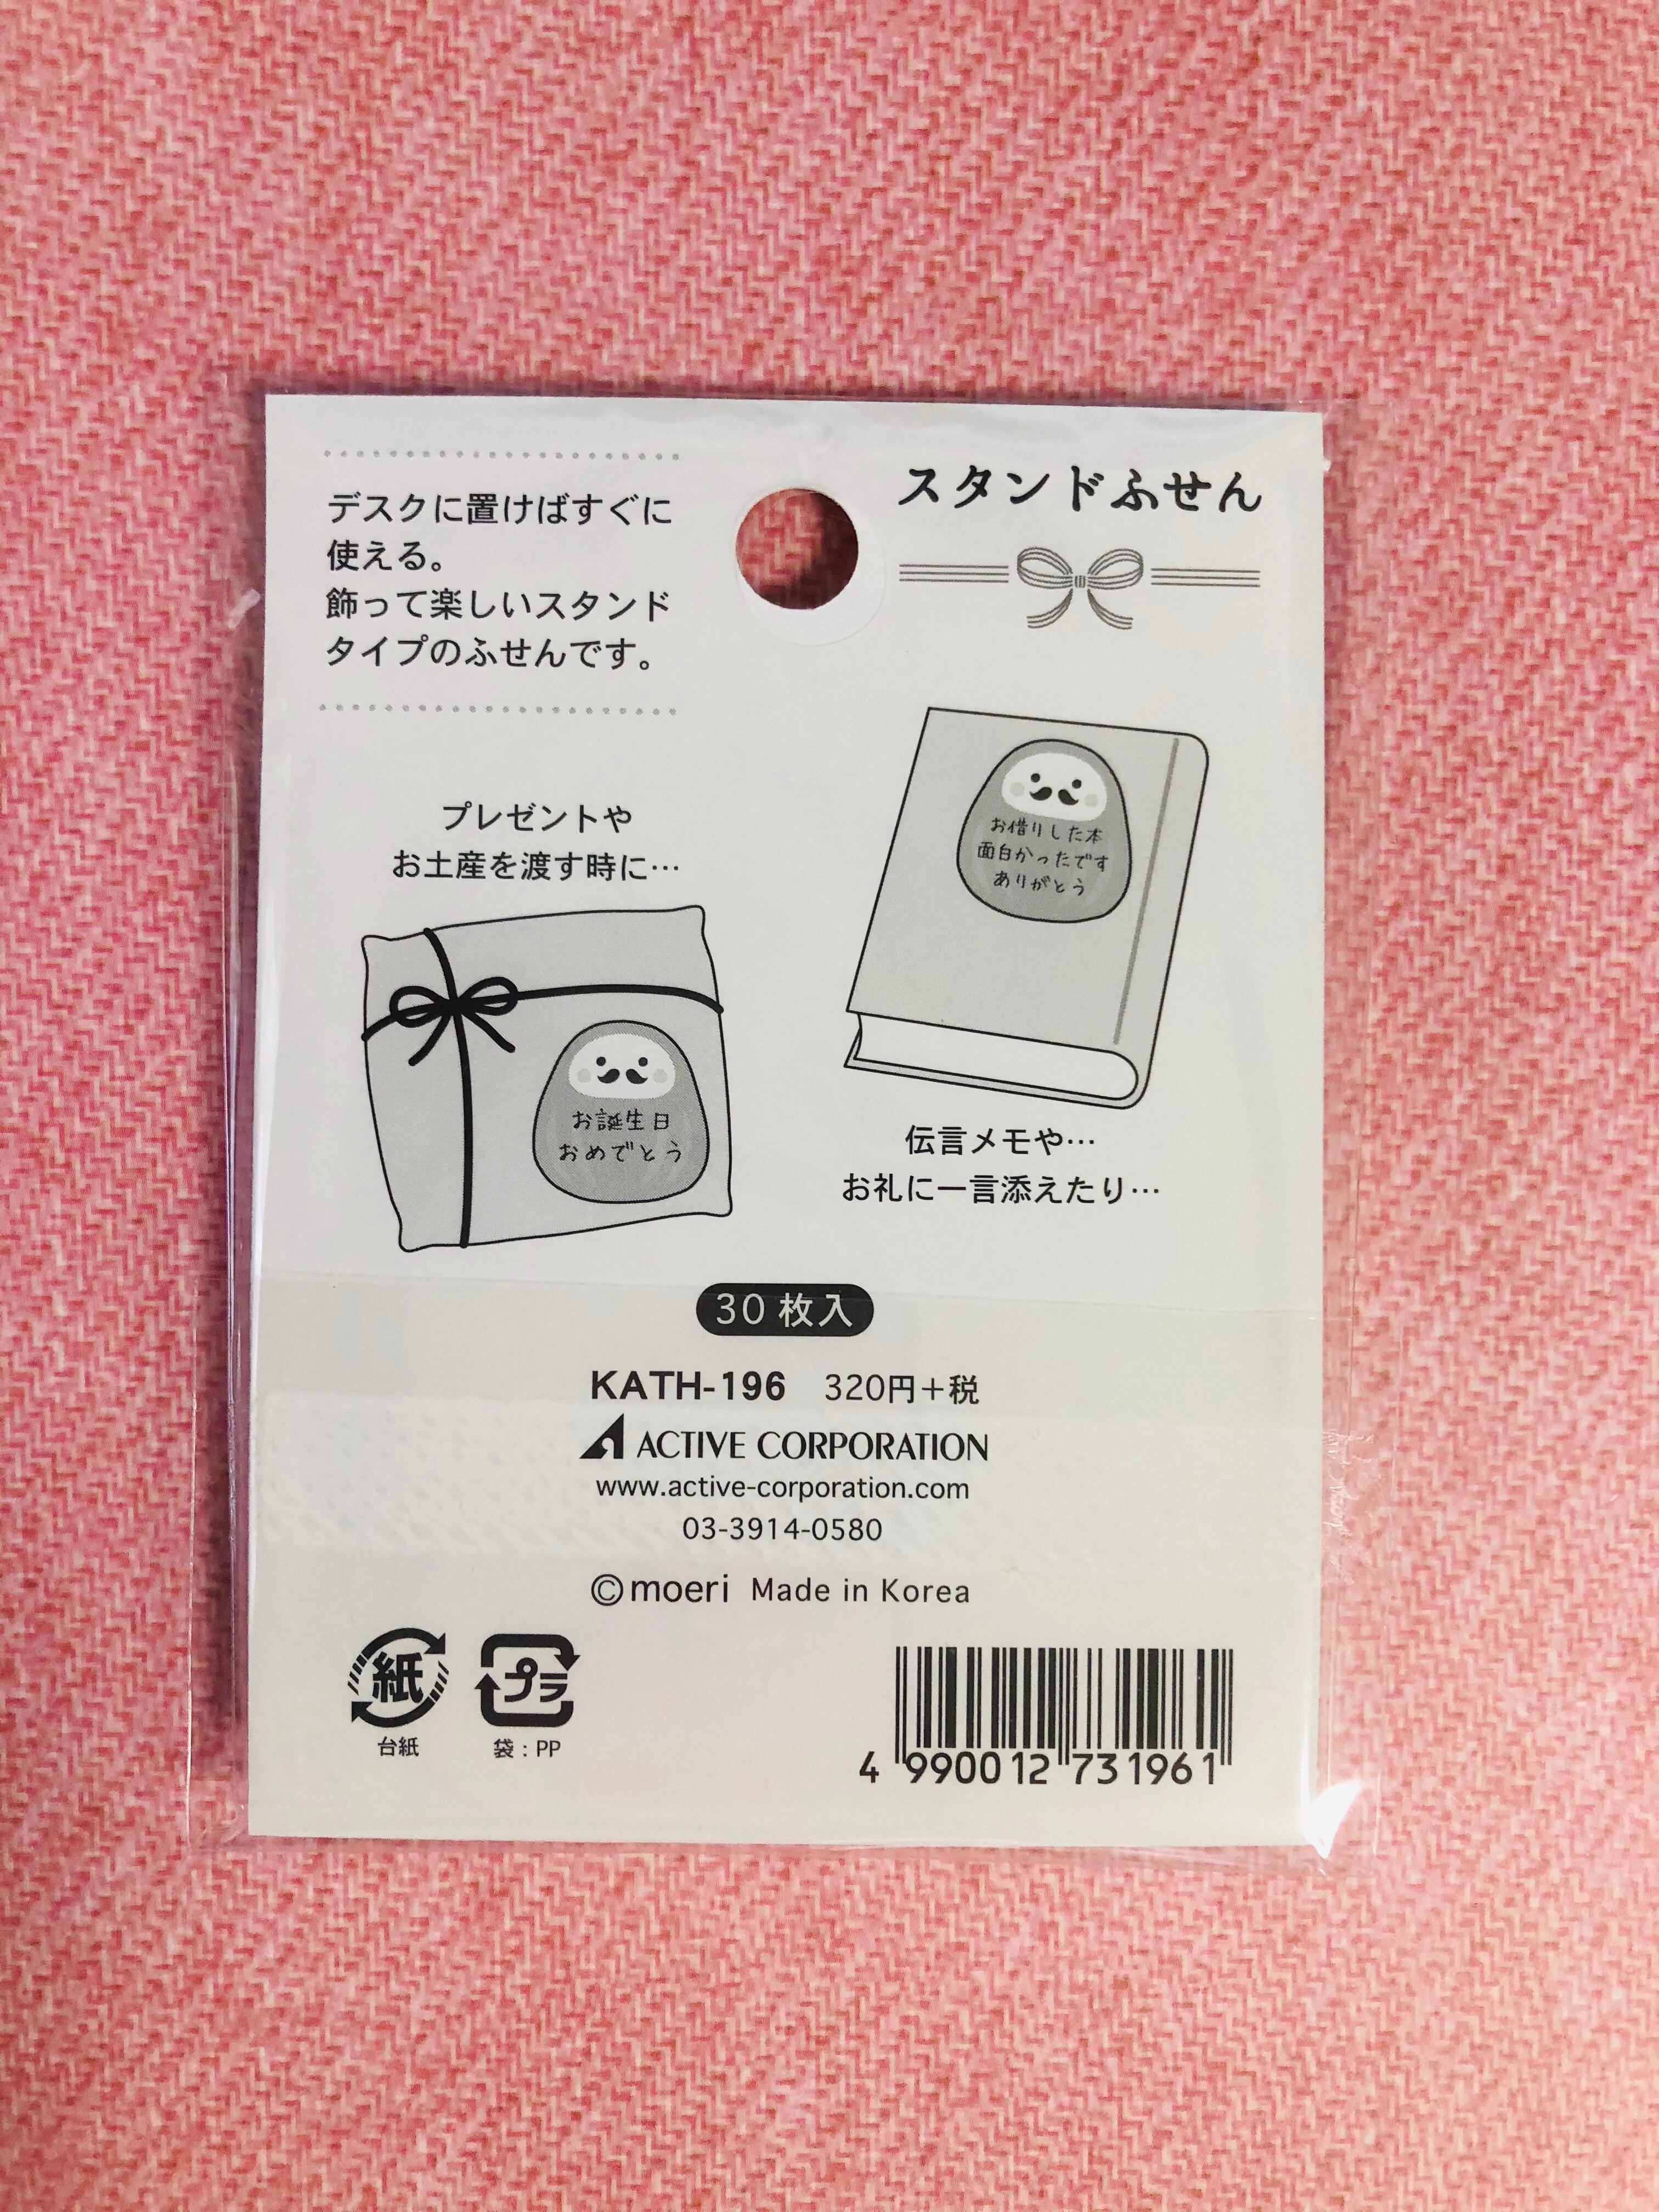 スタンドふせん
デスクに置けばすぐに
使える。
飾って楽しいスタンド
タイプのふせんです。
お借りした本
面白かったです
ありがとう
プレゼントや
お土産を渡す時に…
お誕生日
おめでとう
伝言メモや…
お礼に一言添えたり…
30枚入
KATH-196 320円+税
ACTIVE CORPORATION
www.active-corporation.com
03-3914-0580
©moeri Made in Korea
紙
台紙
プラ
袋:PP
4 990012 731961